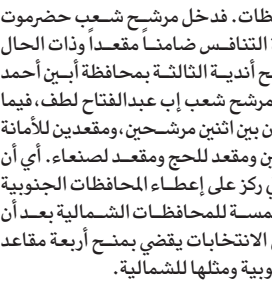 ظات. فدخل مرشح شعب حضرموت
التنافس ضامناً مقعداً وذات الحال
ح أندية الثالثة بمحافظة أبين أحمد
مرشح شعب إب عبدالفتاح لطف، فيما
ن بين اثنين مرشحين، ومقعدين للأمانة
ين ومقعد للحج ومقعد لصنعاء. أي أن
ي ركز على إعطاء المحافظات الجنوبية
مسة للمحافظات الشمالية بعد أن
الانتخابات يقضي بمنح أربعة مقاعد
وبية ومثلها للشمالية.